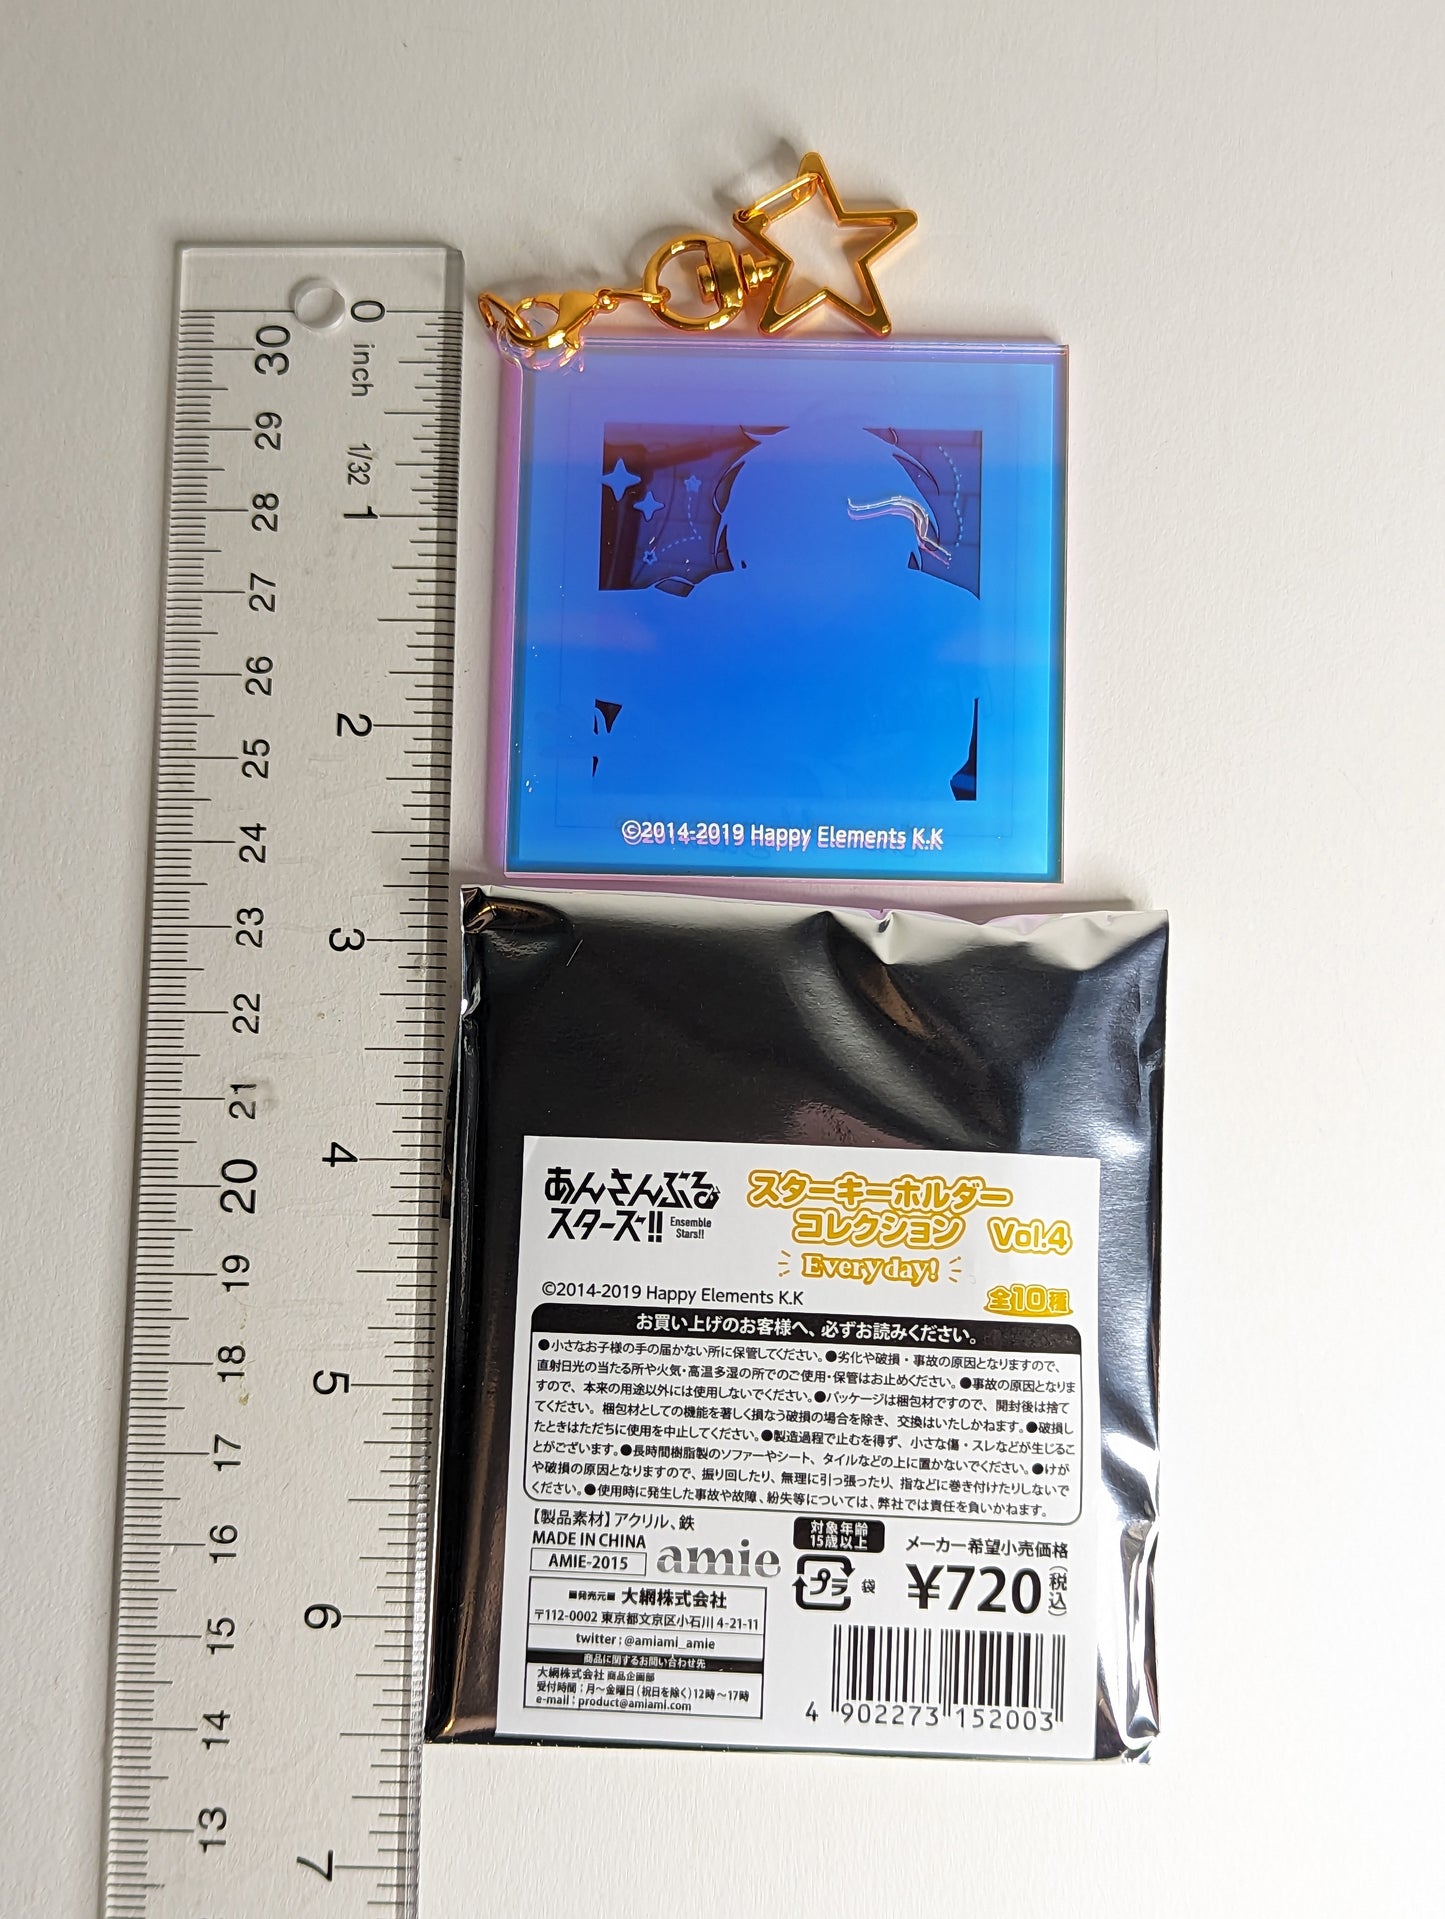 0
inch
1/32
1
2
3
4
5
6
7
30
29
28
27
26
25
24
23
22
21
20
19
18
17
16
15
14
13
©2014-2019 Happy Elements K.K
あんさんぶる
スターズ!!
Ensemble
Stars!!
スターキーホルダー
コレクション Vol.4
Every day!
©2014-2019 Happy Elements K.K
全10種
お買い上げのお客様へ、必ずお読みください。
●小さなお子様の手の届かない所に保管してください。●劣化や破損・事故の原因となりますので、
直射日光の当たる所や火気・高温多湿の所でのご使用・保管はお止めください。●事故の原因となりま
すので、本来の用途以外には使用しないでください。●パッケージは梱包材ですので、開封後は捨て
てください。梱包材としての機能を著しく損なう破損の場合を除き、交換はいたしかねます。●破損し
たときはただちに使用を中止してください。●製造過程で止むを得ず、小さな傷・スレなどが生じるこ
とがございます。●長時間樹脂製のソファーやシート、タイルなどの上に置かないでください。●けが
や破損の原因となりますので、振り回したり、無理に引っ張ったり、指などに巻き付けたりしないで
ください。●使用時に発生した事故や故障、紛失等については、弊社では責任を負いかねます。
【製品素材】アクリル、鉄
MADE IN CHINA
AMIE-2015
amie
対象年齢
15歳以上
プラ 袋
メーカー希望小売価格
¥720(税込)
■発売元■ 大網株式会社
〒112-0002 東京都文京区小石川 4-21-11
twitter : @amiami_amie
商品に関するお問い合わせ先
大網株式会社 商品企画部
受付時間：月～金曜日（祝日を除く）12時～17時
e-mail : product@amiami.com
4 902273 152003